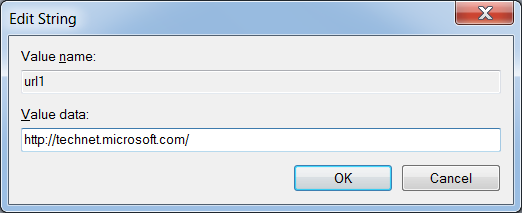 Edit String
Value name:
url1
Value data:
http://technet.microsoft.com/
OK
Cancel